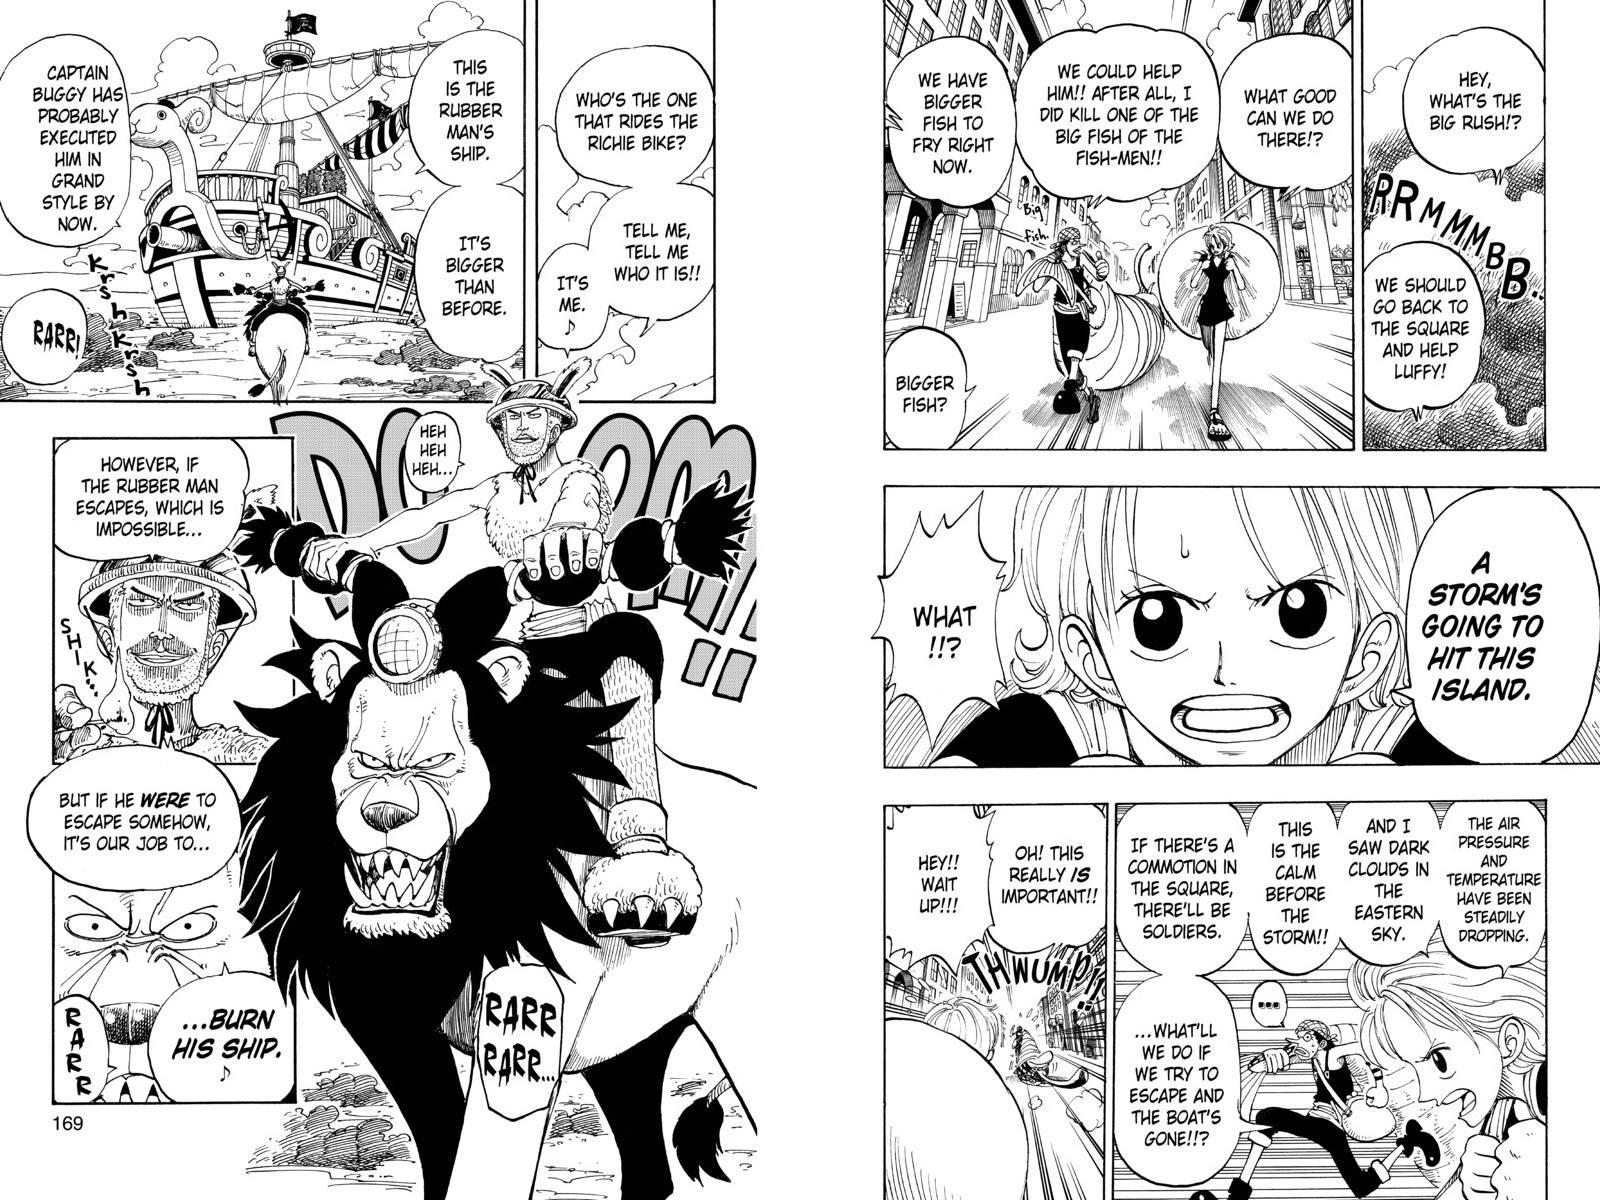 HEY,
WHAT'S THE
BIG RUSH!?
RRMMMMBB..
WE SHOULD
GO BACK TO
THE SQUARE
AND HELP
LUFFY!
WHAT GOOD
CAN WE DO
THERE!?
WE COULD HELP
HIM!! AFTER ALL, I
DID KILL ONE OF THE
BIG FISH OF THE
FISH-MEN!!
Big
fish.
WE HAVE
BIGGER
FISH TO
FRY RIGHT
NOW.
BIGGER
FISH?
A
STORM'S
GOING TO
HIT THIS
ISLAND.
WHAT
!!?
THE AIR
PRESSURE
AND
TEMPERATURE
HAVE BEEN
STEADILY
DROPPING.
AND I
SAW DARK
CLOUDS IN
THE
EASTERN
SKY.
THIS
IS THE
CALM
BEFORE
THE
STORM!!
IF THERE'S A
COMMOTION IN
THE SQUARE,
THERE'LL BE
SOLDIERS.
...
...WHAT'LL
WE DO IF
WE TRY TO
ESCAPE AND
THE BOAT'S
GONE!!?
OH! THIS
REALLY IS
IMPORTANT!!
HEY!!
WAIT
UP!!!
THWUMP!!
WHO'S THE ONE
THAT RIDES THE
RICHIE BIKE?
TELL ME,
TELL ME
WHO IT IS!!
IT'S
ME.
♪
THIS
IS THE
RUBBER
MAN'S
SHIP.
IT'S
BIGGER
THAN
BEFORE.
CAPTAIN
BUGGY HAS
PROBABLY
EXECUTED
HIM IN
GRAND
STYLE BY
NOW.
Krsh Krsh
RARR!
HEH
HEH
HEH...
DOOOM!!
HOWEVER, IF
THE RUBBER MAN
ESCAPES, WHICH IS
IMPOSSIBLE...
SHIK...
BUT IF HE WERE TO
ESCAPE SOMEHOW,
IT'S OUR JOB TO...
...BURN
HIS SHIP.
♪
RARR
RARR
RARR...
169